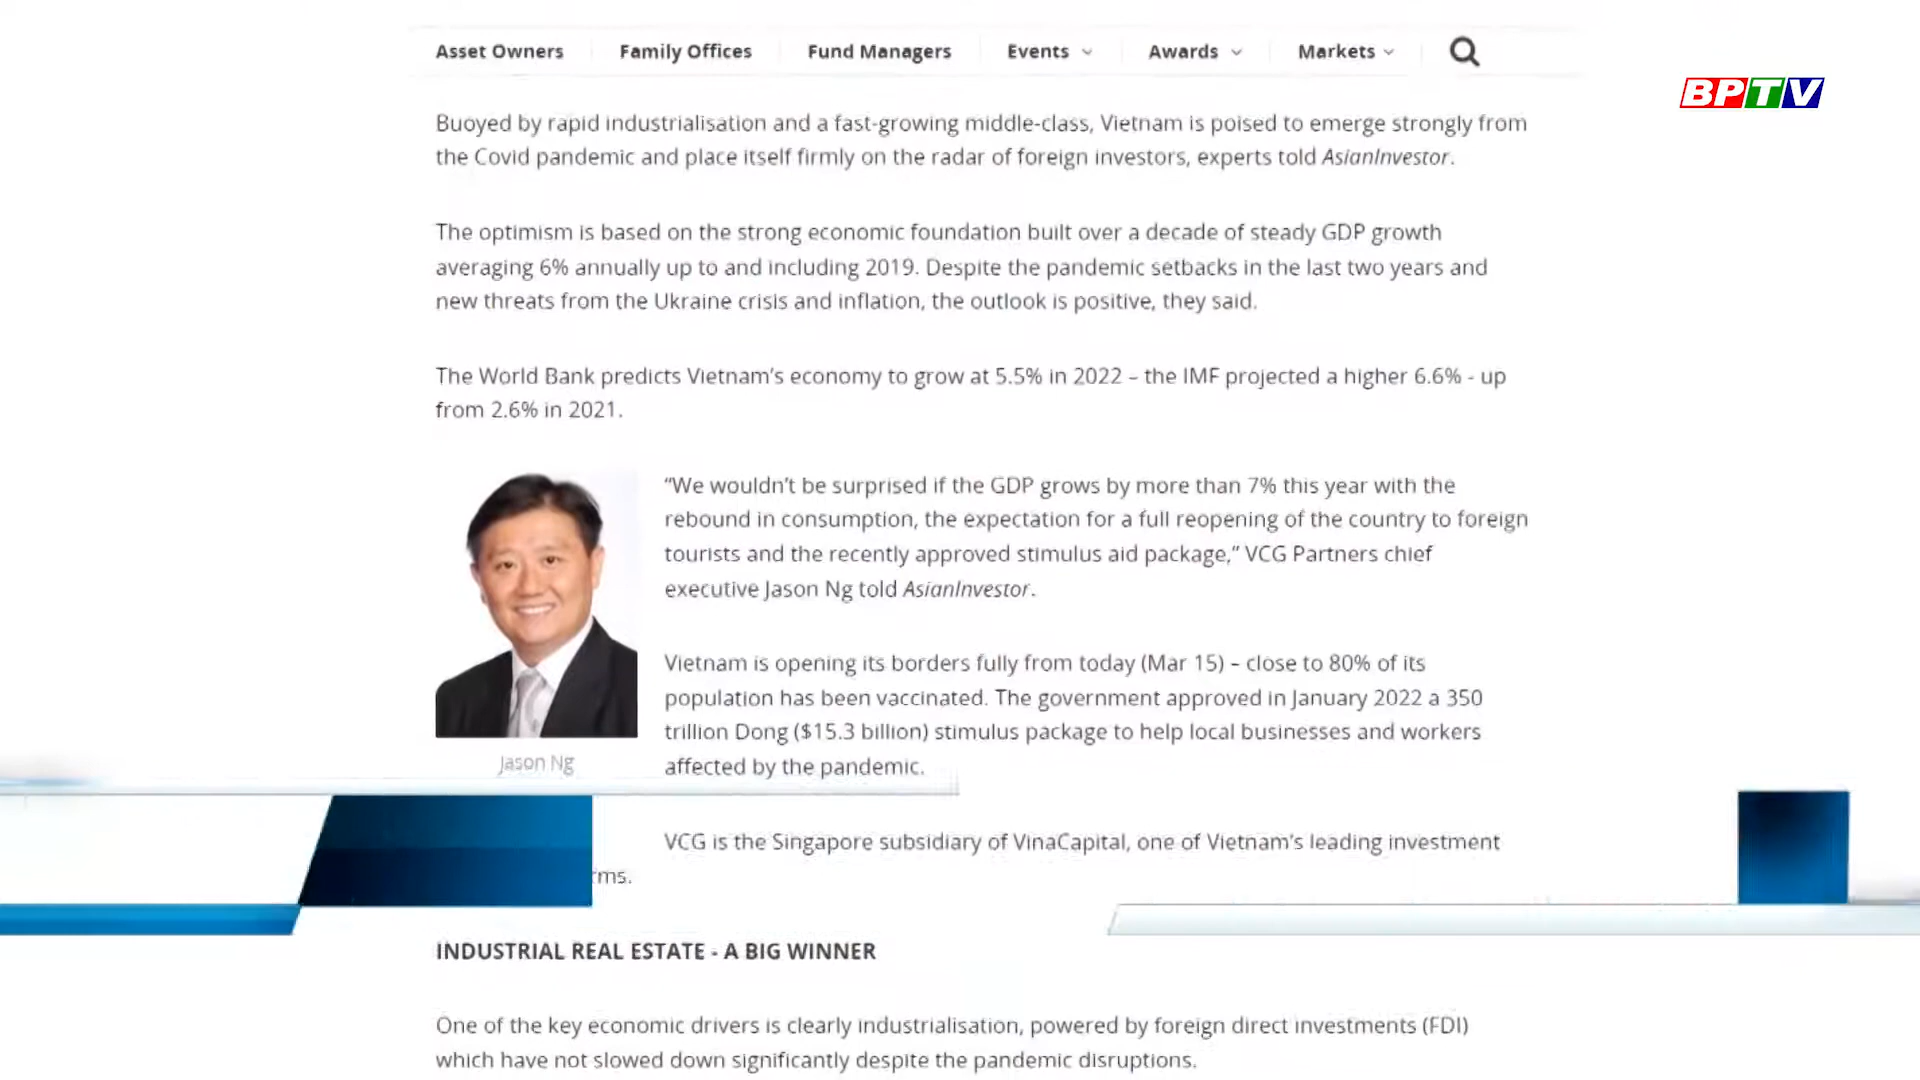 Asset Owners Family Offices Fund Managers Events Awards Markets
BPTV
Buoyed by rapid industrialisation and a fast-growing middle-class, Vietnam is poised to emerge strongly from
the Covid pandemic and place itself firmly on the radar of foreign investors, experts told AsianInvestor.
The optimism is based on the strong economic foundation built over a decade of steady GDP growth
averaging 6% annually up to and including 2019. Despite the pandemic setbacks in the last two years and
new threats from the Ukraine crisis and inflation, the outlook is positive, they said.
The World Bank predicts Vietnam’s economy to grow at 5.5% in 2022 – the IMF projected a higher 6.6% - up
from 2.6% in 2021.
“We wouldn’t be surprised if the GDP grows by more than 7% this year with the
rebound in consumption, the expectation for a full reopening of the country to foreign
tourists and the recently approved stimulus aid package,” VCG Partners chief
executive Jason Ng told AsianInvestor.
Vietnam is opening its borders fully from today (Mar 15) – close to 80% of its
population has been vaccinated. The government approved in January 2022 a 350
trillion Dong ($15.3 billion) stimulus package to help local businesses and workers
affected by the pandemic.
Jason Ng
VCG is the Singapore subsidiary of VinaCapital, one of Vietnam’s leading investment
rms.
INDUSTRIAL REAL ESTATE - A BIG WINNER
One of the key economic drivers is clearly industrialisation, powered by foreign direct investments (FDI)
which have not slowed down significantly despite the pandemic disruptions.